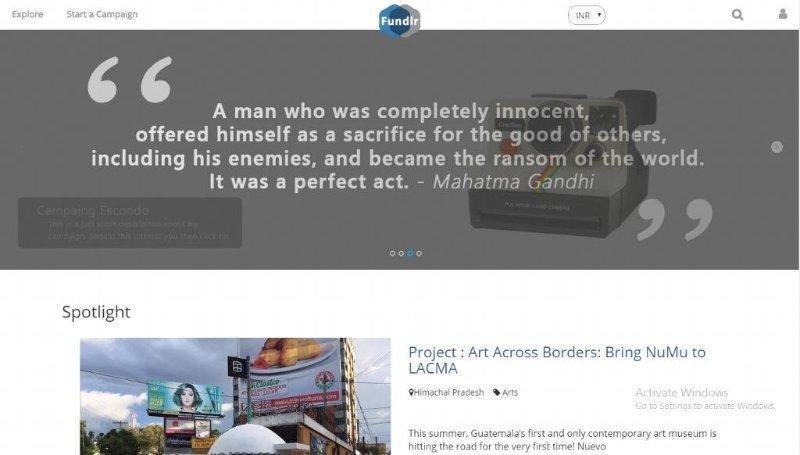 Explore
Start a Campaign
Fundlr
INR
A man who was completely innocent,
offered himself as a sacrifice for the good of others,
including his enemies, and became the ransom of the world.
It was a perfect act. - Mahatma Gandhi
POLAROID LAND CAMERA
Campaing Escondo
This is a just short description about my
campaign. Should this interest you then click on
Spotlight
Project : Art Across Borders: Bring NuMu to
LACMA
Himachal Pradesh
Arts
Activate Windows
Go to Settings to activate Windows.
This summer, Guatemala's first and only contemporary art museum is
hitting the road for the very first time! Nuevo